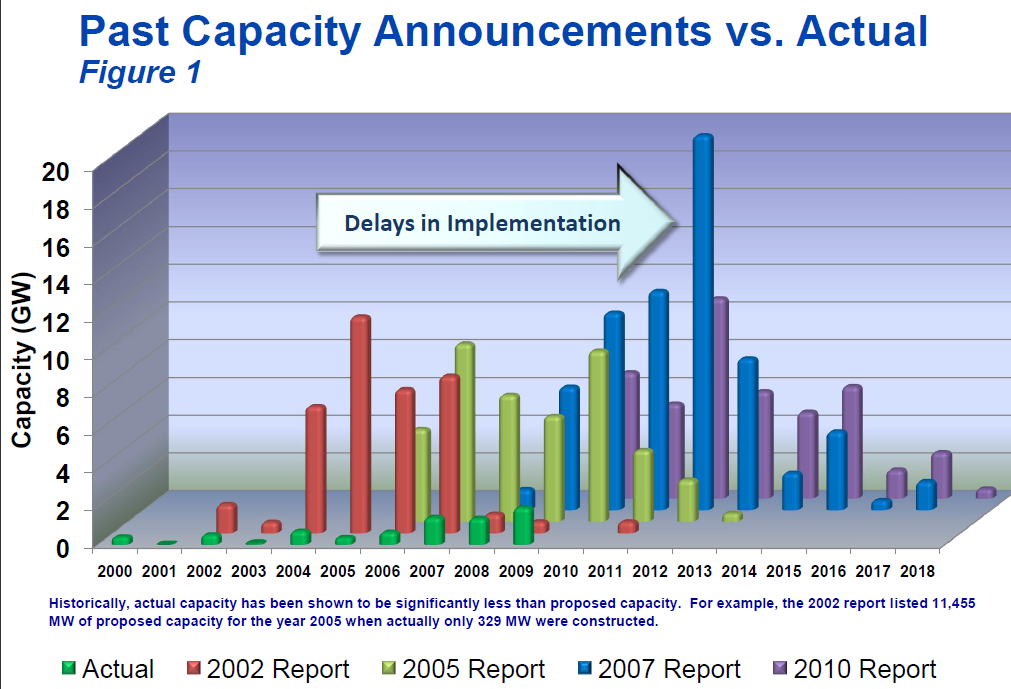 Past Capacity Announcements vs. Actual
Figure 1
20
18
16
14
12
10
8
6
4
2
0
Capacity (GW)
Delays in Implementation
2000 2001 2002 2003 2004 2005 2006 2007 2008 2009 2010 2011 2012 2013 2014 2015 2016 2017 2018
Historically, actual capacity has been shown to be significantly less than proposed capacity. For example, the 2002 report listed 11,455
MW of proposed capacity for the year 2005 when actually only 329 MW were constructed.
Actual 2002 Report 2005 Report 2007 Report 2010 Report